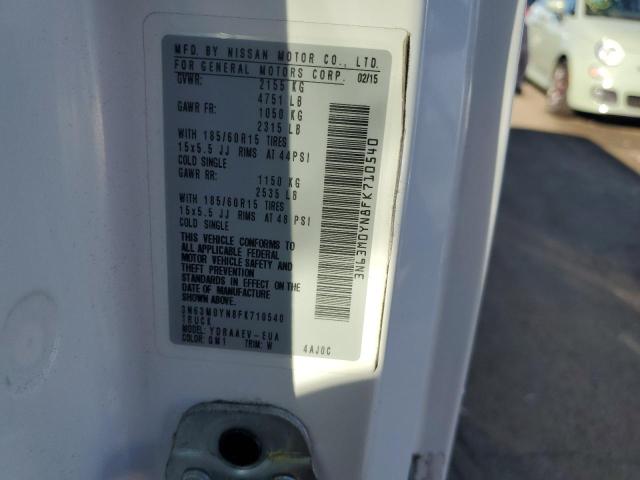 MFD. BY NISSAN MOTOR CO., LTD.
FOR GENERAL MOTORS CORP. 02/15
GVWR: 2155 KG
4751 LB
GAWR FR: 1050 KG
2315 LB
WITH 185/60R15 TIRES
15x5.5 JJ RIMS AT 44 PSI
COLD SINGLE
GAWR RR: 1150 KG
2535 LB
WITH 185/60R15 TIRES
15x5.5 JJ RIMS AT 48 PSI
COLD SINGLE
THIS VEHICLE CONFORMS TO
ALL APPLICABLE FEDERAL
MOTOR VEHICLE SAFETY AND
THEFT PREVENTION
STANDARDS IN EFFECT ON THE
DATE OF MANUFACTURE
SHOWN ABOVE.
3N63M0YN8FK710540
TRUCK
MODEL: YDRAAEV-EUA
COLOR: GM1 TRIM: W
4AJ0C
3N63M0YN8FK710540